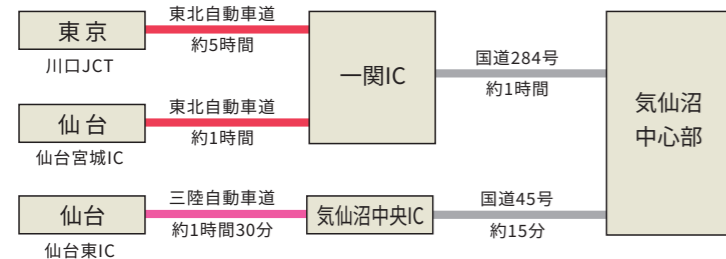 東京
川口JCT
東北自動車道
約5時間
仙台
仙台宮城IC
東北自動車道
約1時間
一関IC
国道284号
約1時間
仙台
仙台東IC
三陸自動車道
約1時間30分
気仙沼中央IC
国道45号
約15分
気仙沼
中心部